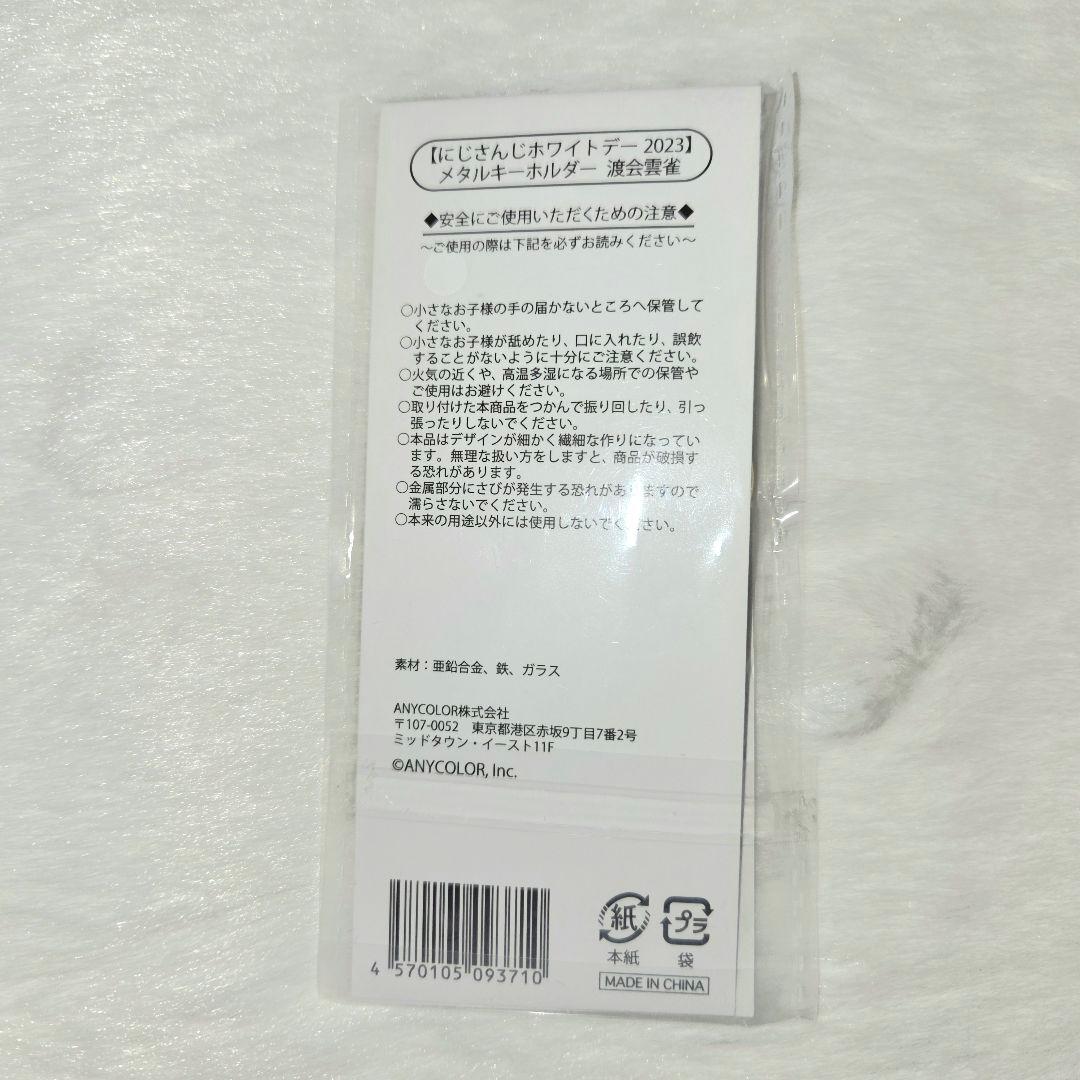 【にじさんじホワイトデー 2023】
メタルキーホルダー 渡会雲雀
◆安全にご使用いただくための注意◆
～ご使用の際は下記を必ずお読みください～
○小さなお子様の手の届かないところへ保管して
ください。
○小さなお子様が舐めたり、口に入れたり、誤飲
することがないように十分にご注意ください。
○火気の近くや、高温多湿になる場所での保管や
ご使用はお避けください。
○取り付けた本商品をつかんで振り回したり、引っ
張ったりしないでください。
○本品はデザインが細かく繊細な作りになってい
ます。無理な扱い方をしますと、商品が破損す
る恐れがあります。
○金属部分にさびが発生する恐れがありますので
濡らさないでください。
○本来の用途以外には使用しないでください。
素材：亜鉛合金、鉄、ガラス
ANYCOLOR株式会社
〒107-0052 東京都港区赤坂9丁目7番2号
ミッドタウン・イースト11F
©ANYCOLOR, Inc.
4 570105 093710
紙
本紙
プラ
袋
MADE IN CHINA